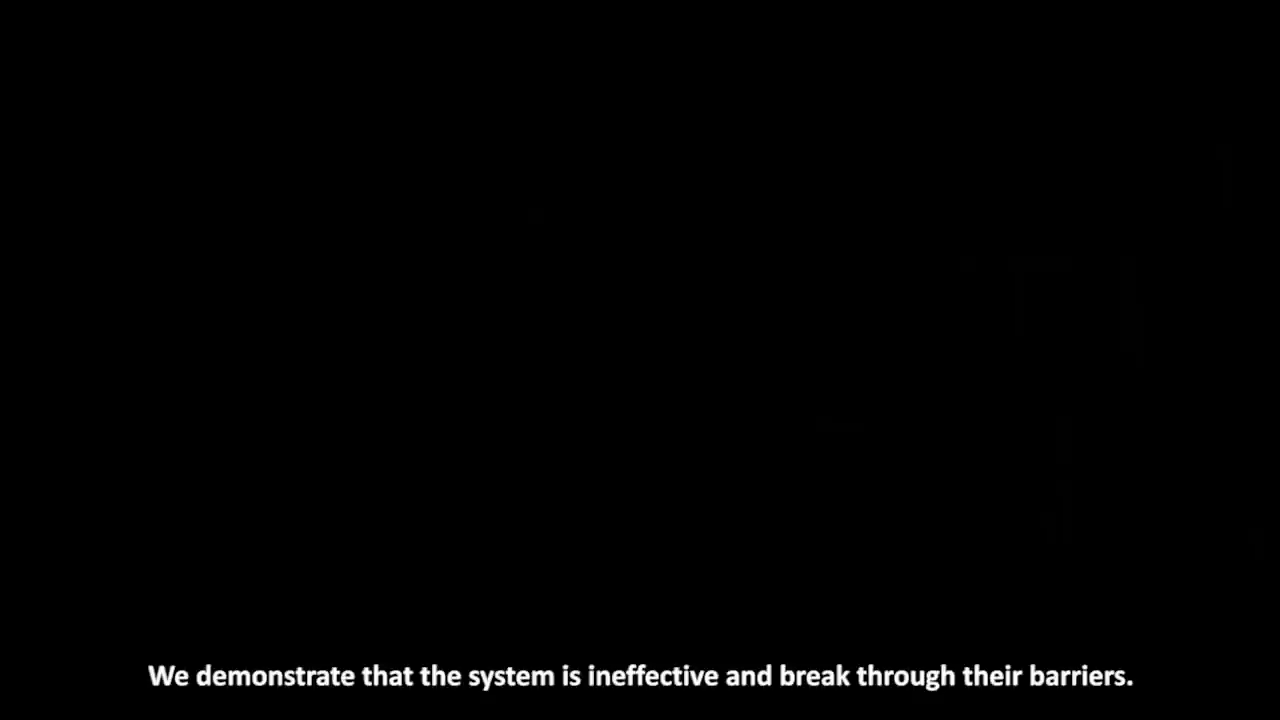 We demonstrate that the system is ineffective and break through their barriers.